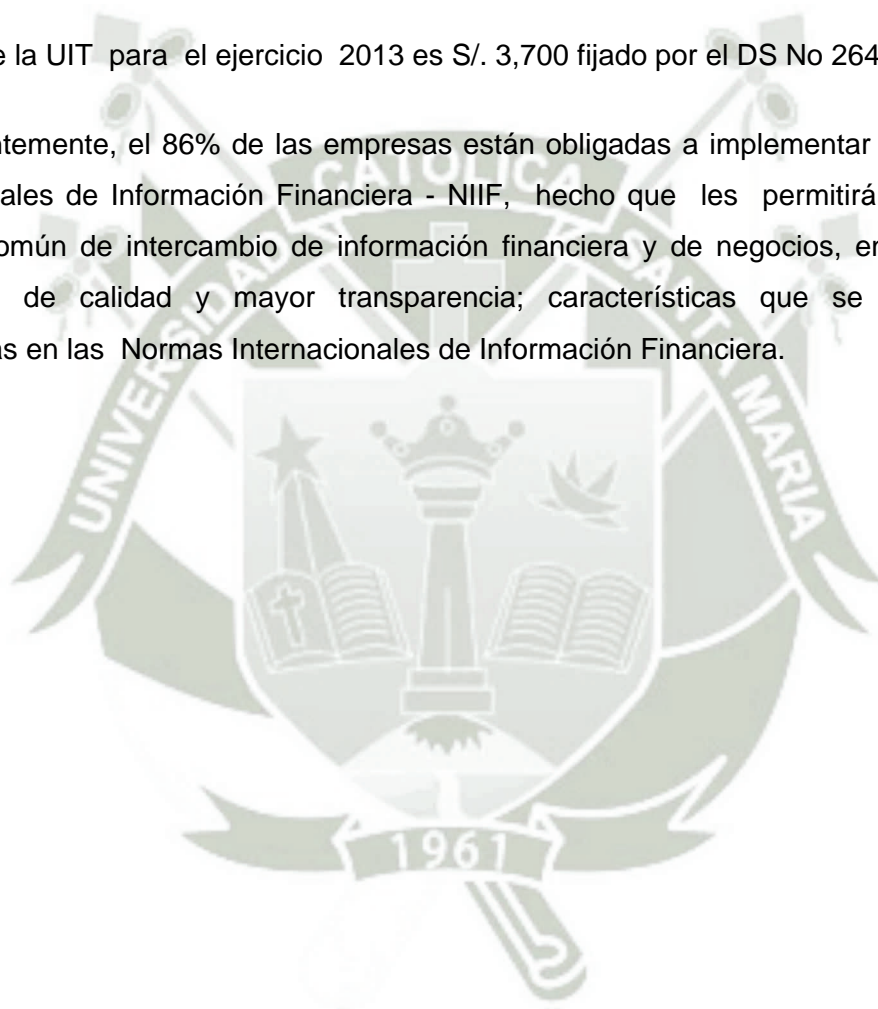 e la UIT para el ejercicio 2013 es S/. 3,700 fijado por el DS No 264
ntemente, el 86% de las empresas están obligadas a implementar
ales de Información Financiera - NIIF, hecho que les permitirá
omún de intercambio de información financiera y de negocios, en
de calidad y mayor transparencia; características que se
as en las Normas Internacionales de Información Financiera.
UNIVERSIDAD CATOLICA SANTA MARIA
1961